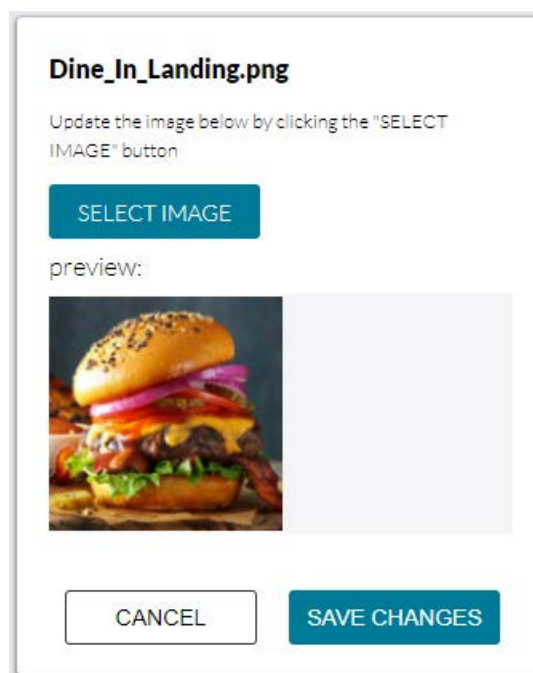 Dine_In_Landing.png
Update the image below by clicking the "SELECT
IMAGE" button
SELECT IMAGE
preview:
CANCEL
SAVE CHANGES